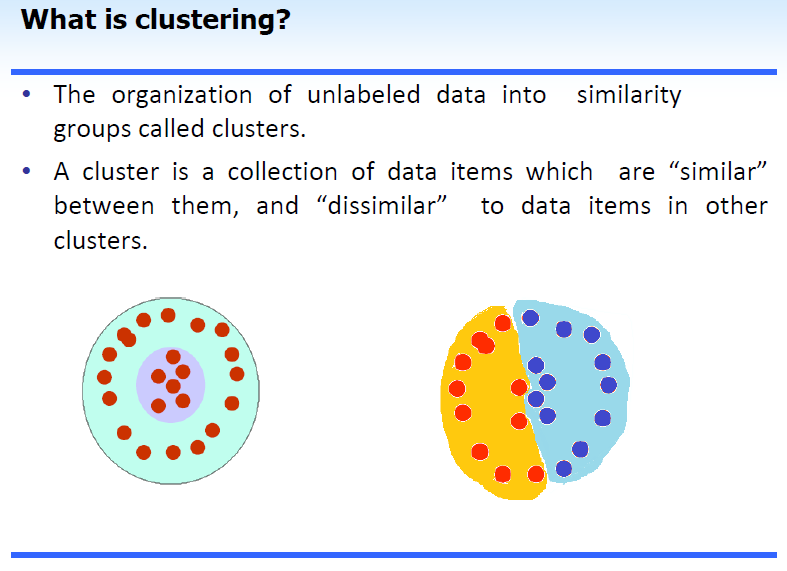 What is clustering?
• The organization of unlabeled data into similarity
groups called clusters.
• A cluster is a collection of data items which are “similar”
between them, and “dissimilar” to data items in other
clusters.